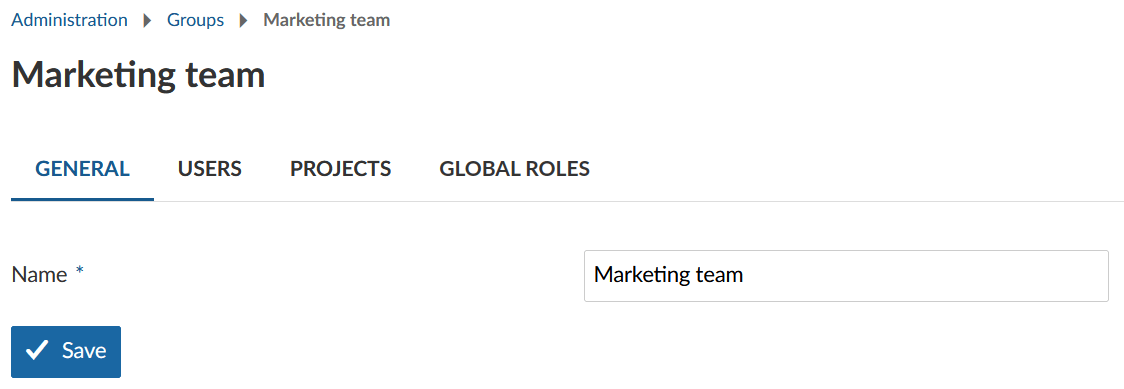 Administration Groups Marketing team
Marketing team
GENERAL USERS PROJECTS GLOBAL ROLES
Name * Marketing team
Save